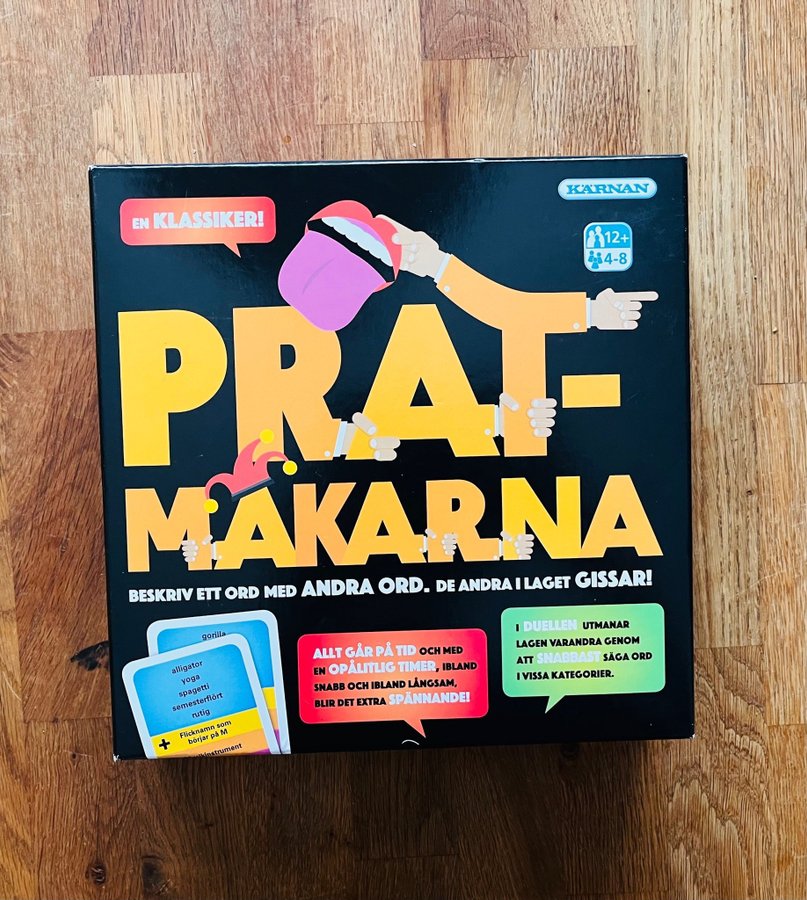 EN KLASSIKER!
KÄRNAN
12+
4-8
PRAT-
MAKARNA
BESKRIV ETT ORD MED ANDRA ORD. DE ANDRA I LAGET GISSAR!
gorilla
alligator
yoga
spagetti
semesterflört
rutig
+ Flicknamn som
börjar på M
ALLT GÅR PÅ TID OCH MED
EN OPÅLITLIG TIMER, IBLAND
SNABB OCH IBLAND LÅNGSAM,
BLIR DET EXTRA SPÄNNANDE!
I DUELLEN UTMANAR
LAGEN VARANDRA GENOM
ATT SNABBAST SÄGA ORD
I VISSA KATEGORIER.